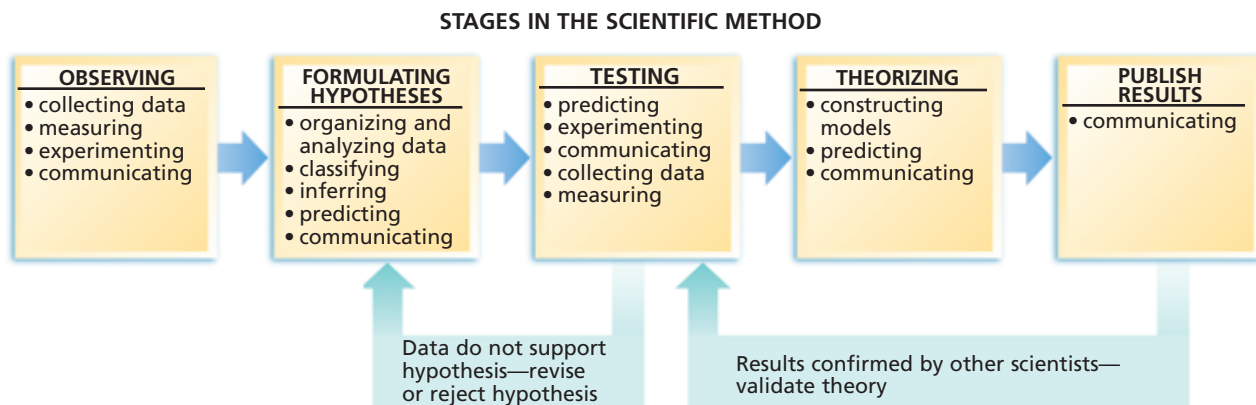 STAGES IN THE SCIENTIFIC METHOD
OBSERVING
• collecting data
• measuring
• experimenting
• communicating
FORMULATING
HYPOTHESES
• organizing and
analyzing data
• classifying
• inferring
• predicting
• communicating
TESTING
• predicting
• experimenting
• communicating
• collecting data
• measuring
THEORIZING
• constructing
models
• predicting
• communicating
PUBLISH
RESULTS
• communicating
Data do not support
hypothesis—revise
or reject hypothesis
Results confirmed by other scientists—
validate theory